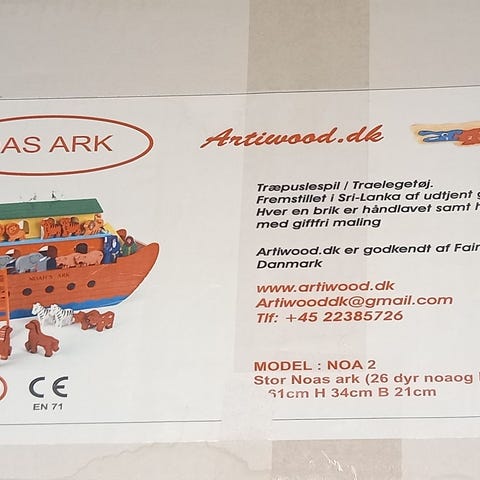 AS ARK
Artiwood.dk
Træpuslespil / Traelegetøj.
Fremstillet i Sri-Lanka af udtjent
Hver en brik er håndlavet samt
med giftfri maling
Artiwood.dk er godkendt af Fair
Danmark
www.artiwood.dk
Artiwooddk@gmail.com
Tlf: +45 22385726
NOAH'S ARK
CE
EN 71
MODEL : NOA 2
Stor Noas ark (26 dyr noaog
61cm H 34cm B 21cm